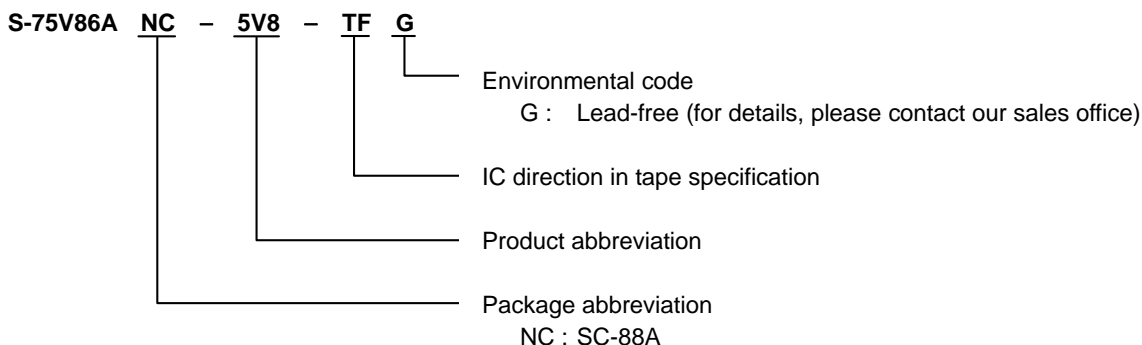 S-75V86A NC – 5V8 – TF G
Environmental code
G : Lead-free (for details, please contact our sales office)
IC direction in tape specification
Product abbreviation
Package abbreviation
NC : SC-88A